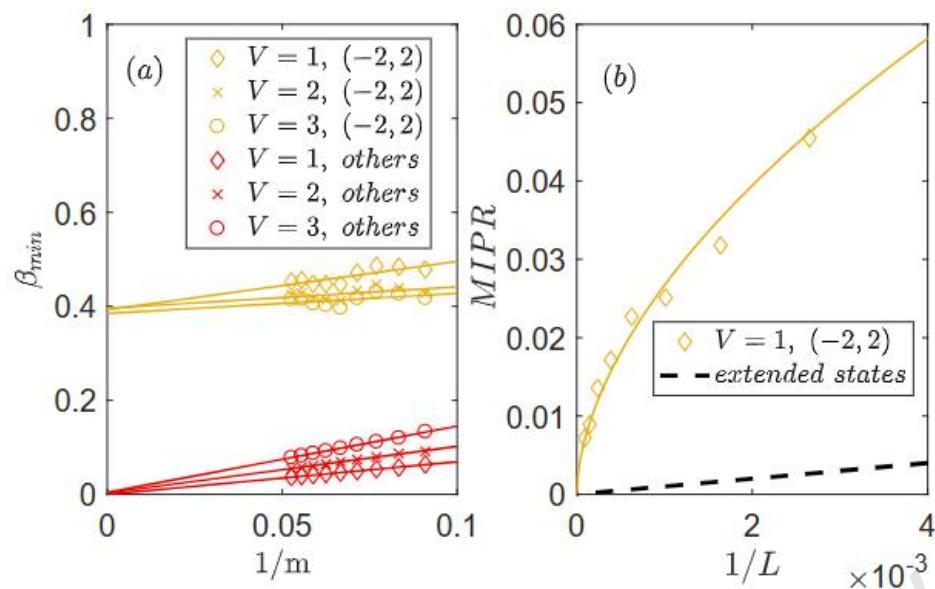 (a)
V = 1, (−2, 2)
V = 2, (−2, 2)
V = 3, (−2, 2)
V = 1, others
V = 2, others
V = 3, others
1
0.8
0.6
0.4
0.2
0
β_min
0
0.05
0.1
1/m
(b)
V = 1, (−2, 2)
extended states
0.06
0.05
0.04
0.03
0.02
0.01
0
MIPR
0
2
4
1/L
×10⁻³